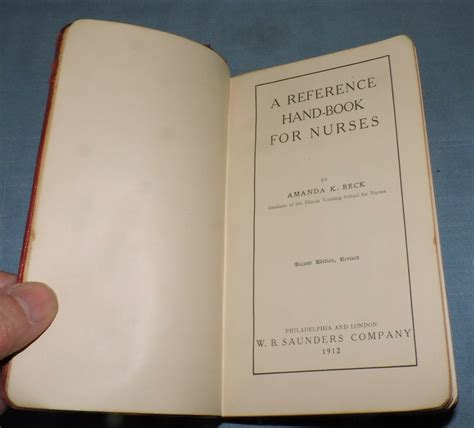 A REFERENCE
HAND-BOOK
FOR NURSES
BY
AMANDA K. BECK
Graduate of the Illinois Training School for Nurses
Second Edition, Revised
PHILADELPHIA AND LONDON
W. B. SAUNDERS COMPANY
1912